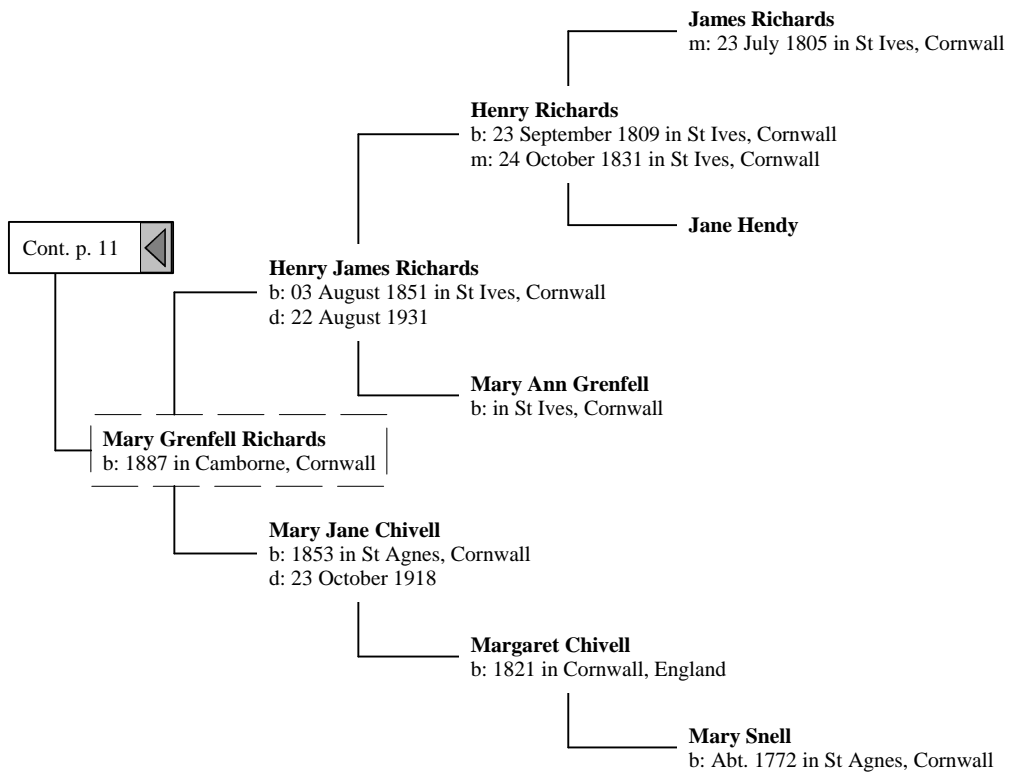 James Richards
m: 23 July 1805 in St Ives, Cornwall
Henry Richards
b: 23 September 1809 in St Ives, Cornwall
m: 24 October 1831 in St Ives, Cornwall
Jane Hendy
Cont. p. 11
Henry James Richards
b: 03 August 1851 in St Ives, Cornwall
d: 22 August 1931
Mary Ann Grenfell
b: in St Ives, Cornwall
Mary Grenfell Richards
b: 1887 in Camborne, Cornwall
Mary Jane Chivell
b: 1853 in St Agnes, Cornwall
d: 23 October 1918
Margaret Chivell
b: 1821 in Cornwall, England
Mary Snell
b: Abt. 1772 in St Agnes, Cornwall